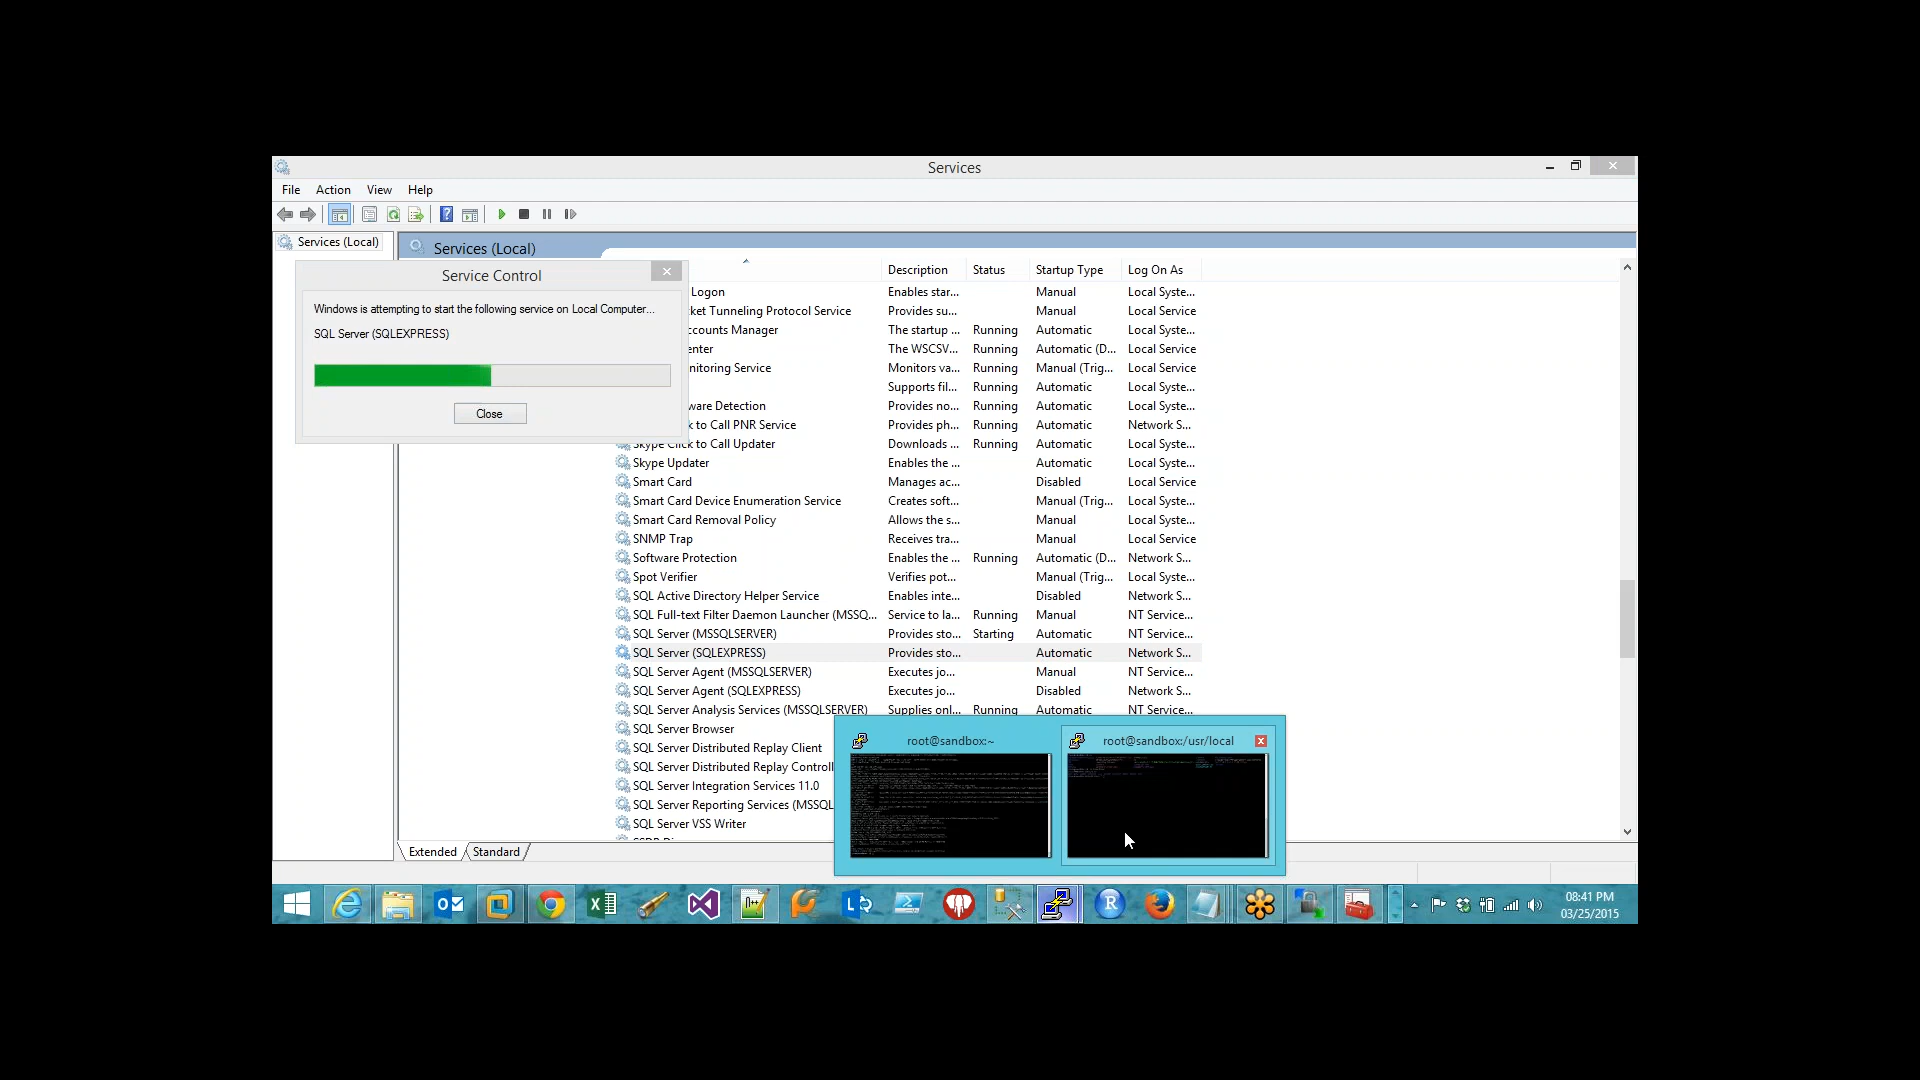 Services
File Action View Help
Services (Local)
Services (Local)
Service Control
Windows is attempting to start the following service on Local Computer...
SQL Server (SQLEXPRESS)
Close
Description Status Startup Type Log On As
Logon Enables star... Manual Local Syste...
ket Tunneling Protocol Service Provides su... Manual Local Service
ccounts Manager The startup ... Running Automatic Local Syste...
enter The WSCSV... Running Automatic (D... Local Service
nitoring Service Monitors va... Running Manual (Trig... Local Syste...
Supports fil... Running Automatic Local Syste...
ware Detection Provides no... Running Automatic Local Syste...
k to Call PNR Service Provides ph... Running Automatic Network S...
Skype Click to Call Updater Downloads ... Running Automatic Local Syste...
Skype Updater Enables the ... Automatic Local Syste...
Smart Card Manages ac... Disabled Local Service
Smart Card Device Enumeration Service Creates soft... Manual (Trig... Local Syste...
Smart Card Removal Policy Allows the s... Manual Local Syste...
SNMP Trap Receives tra... Manual Local Service
Software Protection Enables the ... Running Automatic (D... Network S...
Spot Verifier Verifies pot... Manual (Trig... Local Syste...
SQL Active Directory Helper Service Enables inte... Disabled Network S...
SQL Full-text Filter Daemon Launcher (MSSQ... Service to la... Running Manual NT Service...
SQL Server (MSSQLSERVER) Provides sto... Starting Automatic NT Service...
SQL Server (SQLEXPRESS) Provides sto... Automatic Network S...
SQL Server Agent (MSSQLSERVER) Executes jo... Manual NT Service...
SQL Server Agent (SQLEXPRESS) Executes jo... Disabled Network S...
SQL Server Analysis Services (MSSQLSERVER) Supplies onl... Running Automatic NT Service...
SQL Server Browser
SQL Server Distributed Replay Client
SQL Server Distributed Replay Controll
SQL Server Integration Services 11.0
SQL Server Reporting Services (MSSQL
SQL Server VSS Writer
root@sandbox:~
root@sandbox:/usr/local
Extended Standard
08:41 PM
03/25/2015